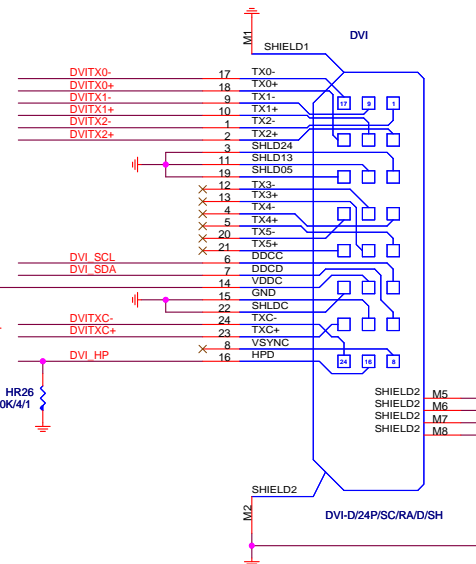 M1
SHIELD1
DVI
DVITX0- 17 TX0-
DVITX0+ 18 TX0+
DVITX1- 9 TX1-
DVITX1+ 10 TX1+
DVITX2- 1 TX2-
DVITX2+ 2 TX2+
3 SHLD24
11 SHLD13
19 SHLD05
12 TX3-
13 TX3+
4 TX4-
5 TX4+
20 TX5-
21 TX5+
DVI_SCL 6 DDCC
DVI_SDA 7 DDCD
14 VDDC
15 GND
22 SHLDC
DVITXC- 24 TXC-
DVITXC+ 23 TXC+
8 VSYNC
DVI_HP 16 HPD
17 9 1
24 16 8
HR26
0K/4/1
SHIELD2 M5
SHIELD2 M6
SHIELD2 M7
SHIELD2 M8
SHIELD2
M2
DVI-D/24P/SC/RA/D/SH